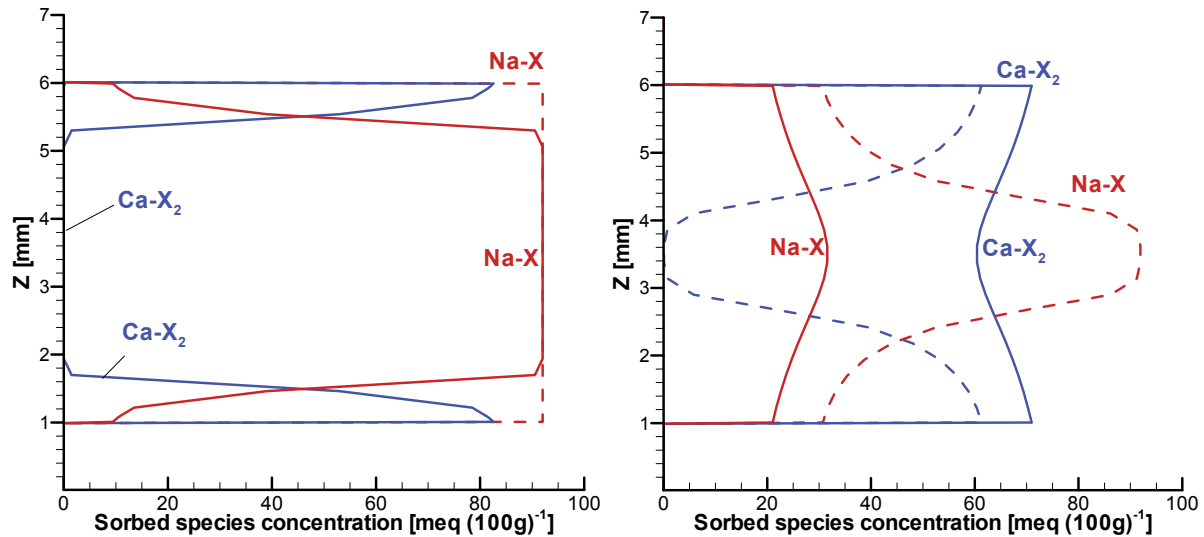 7
6
5
4
3
2
1
Z [mm]
0
20
40
60
80
100
Sorbed species concentration [meq (100g)⁻¹]
Na-X
Ca-X₂
Na-X
Ca-X₂
7
6
5
4
3
2
1
Z [mm]
0
20
40
60
80
100
Sorbed species concentration [meq (100g)⁻¹]
Ca-X₂
Na-X
Na-X
Ca-X₂